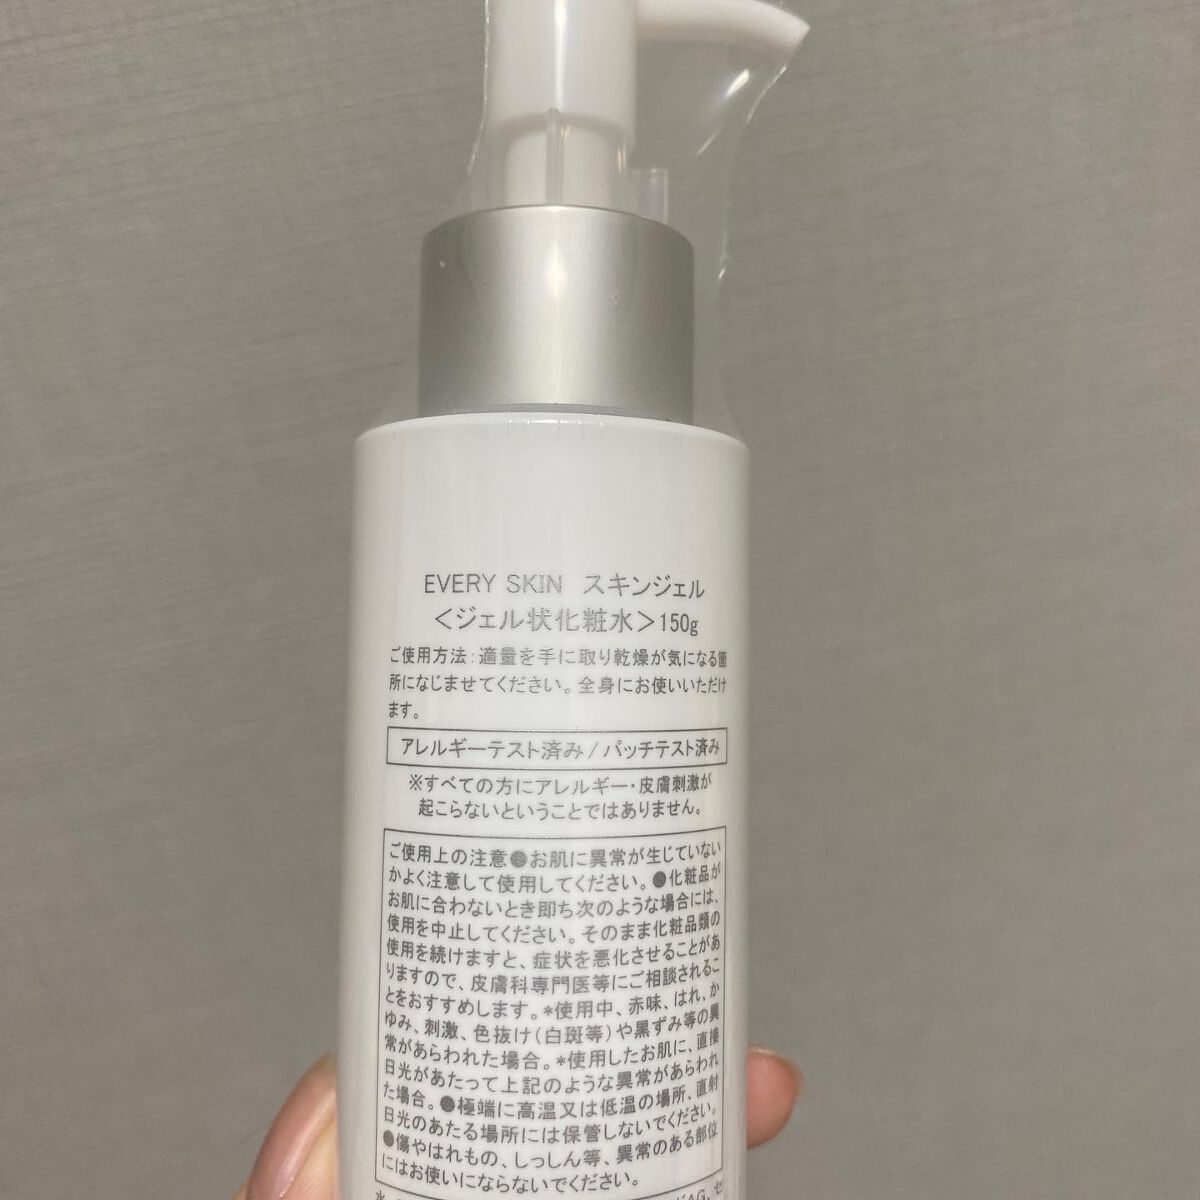 EVERY SKIN スキンジェル
＜ジェル状化粧水＞150g
ご使用方法:適量を手に取り乾燥が気になる箇
所になじませてください。全身にお使いいただけ
ます。
アレルギーテスト済み/パッチテスト済み
※すべての方にアレルギー・皮膚刺激が
起こらないということではありません。
ご使用上の注意●お肌に異常が生じていない
かよく注意して使用してください。●化粧品が
お肌に合わないとき即ち次のような場合には、
使用を中止してください。そのまま化粧品類の
使用を続けますと、症状を悪化させることがあ
りますので、皮膚科専門医等にご相談されるこ
とをおすすめします。*使用中、赤味、はれ、か
ゆみ、刺激、色抜け(白斑等)や黒ずみ等の異
常があらわれた場合。*使用したお肌に、直接
日光があたって上記のような異常があらわれ
た場合。●極端に高温又は低温の場所、直射
日光のあたる場所には保管しないでください。
●傷やはれもの、しっしん等、異常のある部位
にはお使いにならないでください。
水、